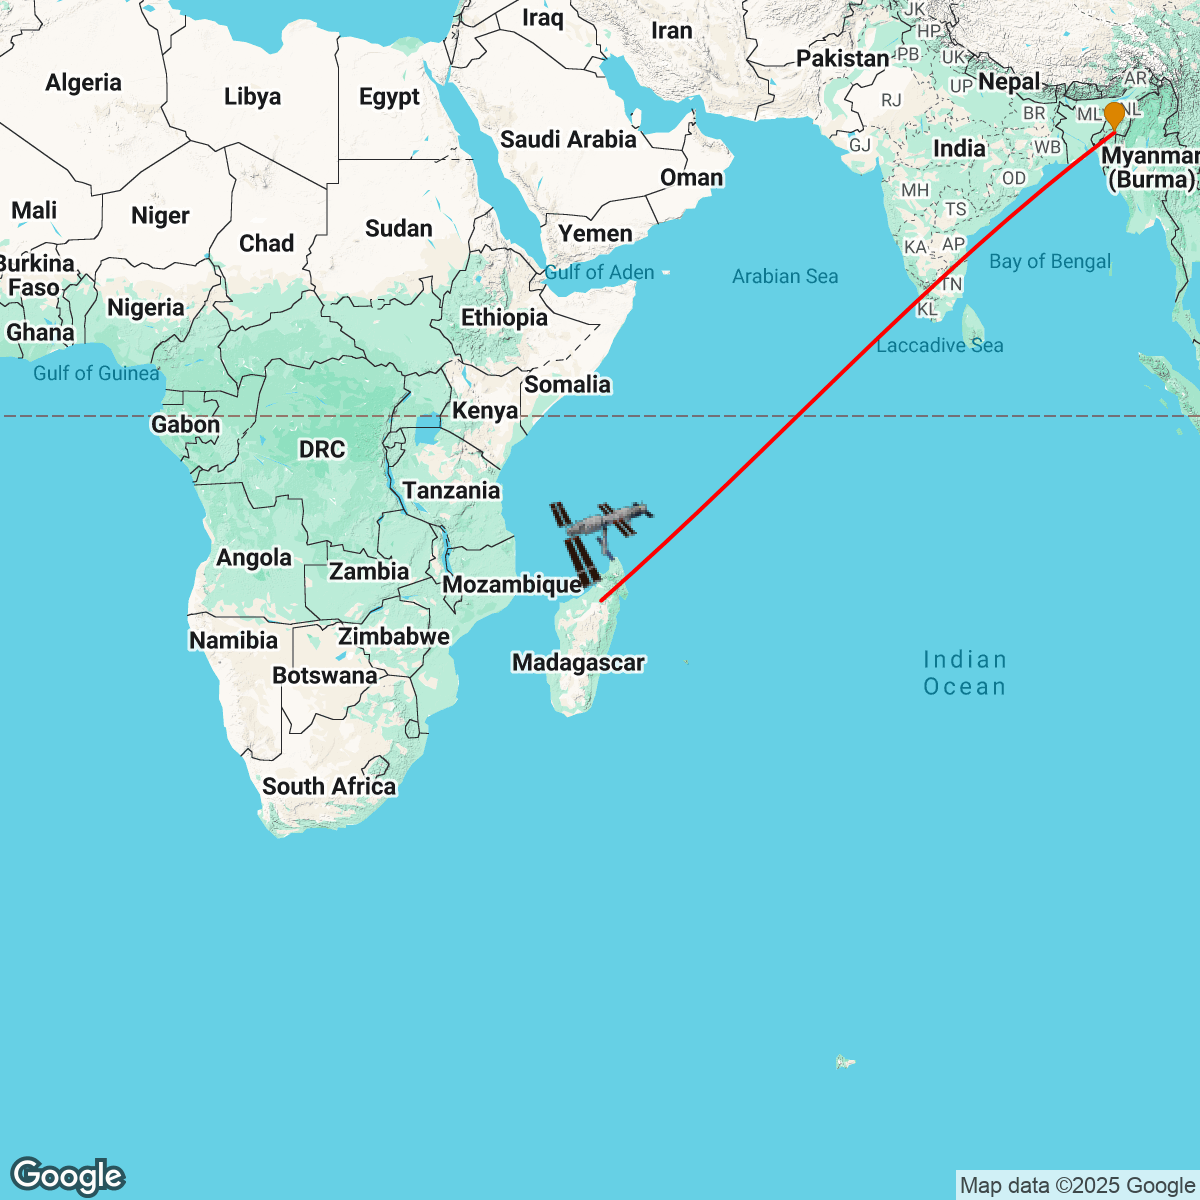 JK
Iraq
HP
Iran
PB
UK
Pakistan
Nepal
AR
Algeria
UP
Libya
Egypt
RJ
BR
ML
NL
Saudi Arabia
GJ
India
WB
Myanmar
(Burma)
Oman
OD
MH
Mali
Niger
TS
Sudan
Yemen
Chad
KA
AP
Burkina
Faso
Gulf of Aden
Arabian Sea
Bay of Bengal
TN
Nigeria
KL
Ethiopia
Ghana
Laccadive Sea
Gulf of Guinea
Somalia
Kenya
Gabon
DRC
Tanzania
Angola
Zambia
Mozambique
Namibia
Zimbabwe
Madagascar
Indian
Ocean
Botswana
South Africa
Google
Map data ©2025 Google